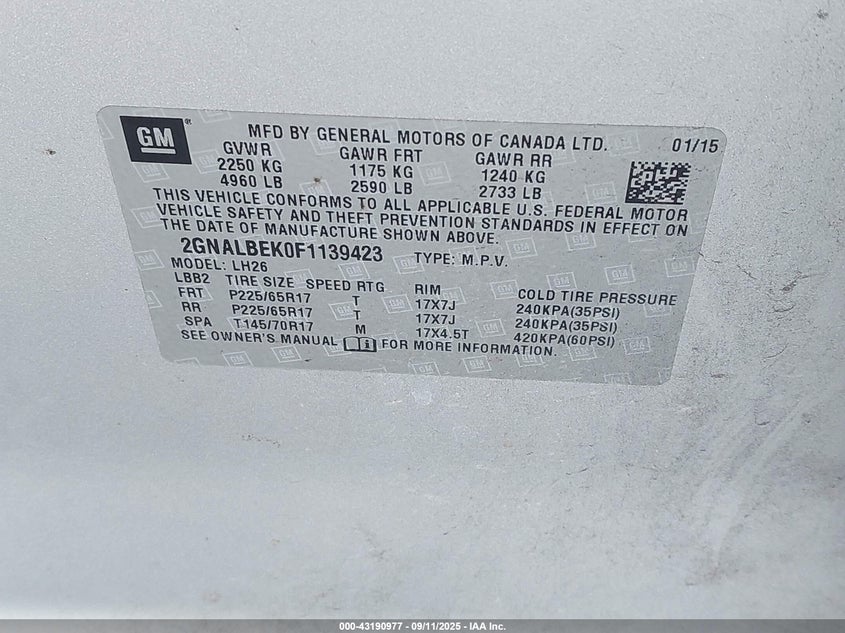 GM ®
MFD BY GENERAL MOTORS OF CANADA LTD. 01/15
GVWR GAWR FRT GAWR RR
2250 KG 1175 KG 1240 KG
4960 LB 2590 LB 2733 LB
THIS VEHICLE CONFORMS TO ALL APPLICABLE U.S. FEDERAL MOTOR
VEHICLE SAFETY AND THEFT PREVENTION STANDARDS IN EFFECT ON
THE DATE OF MANUFACTURE SHOWN ABOVE.
2GNALBEK0F1139423 TYPE: M.P.V.
MODEL: LH26
LBB2 TIRE SIZE SPEED RTG RIM COLD TIRE PRESSURE
FRT P225/65R17 T 17X7J 240KPA(35PSI)
RR P225/65R17 T 17X7J 240KPA(35PSI)
SPA T145/70R17 M 17X4.5T 420KPA(60PSI)
SEE OWNER'S MANUAL i FOR MORE INFORMATION.
000-43190977 - 09/11/2025 - IAA Inc.